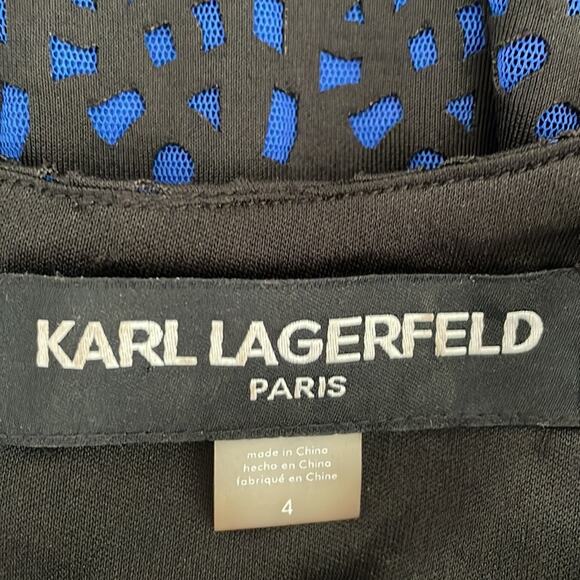 KARL LAGERFELD
PARIS
made in China
hecho en China
fabriqué en Chine
4